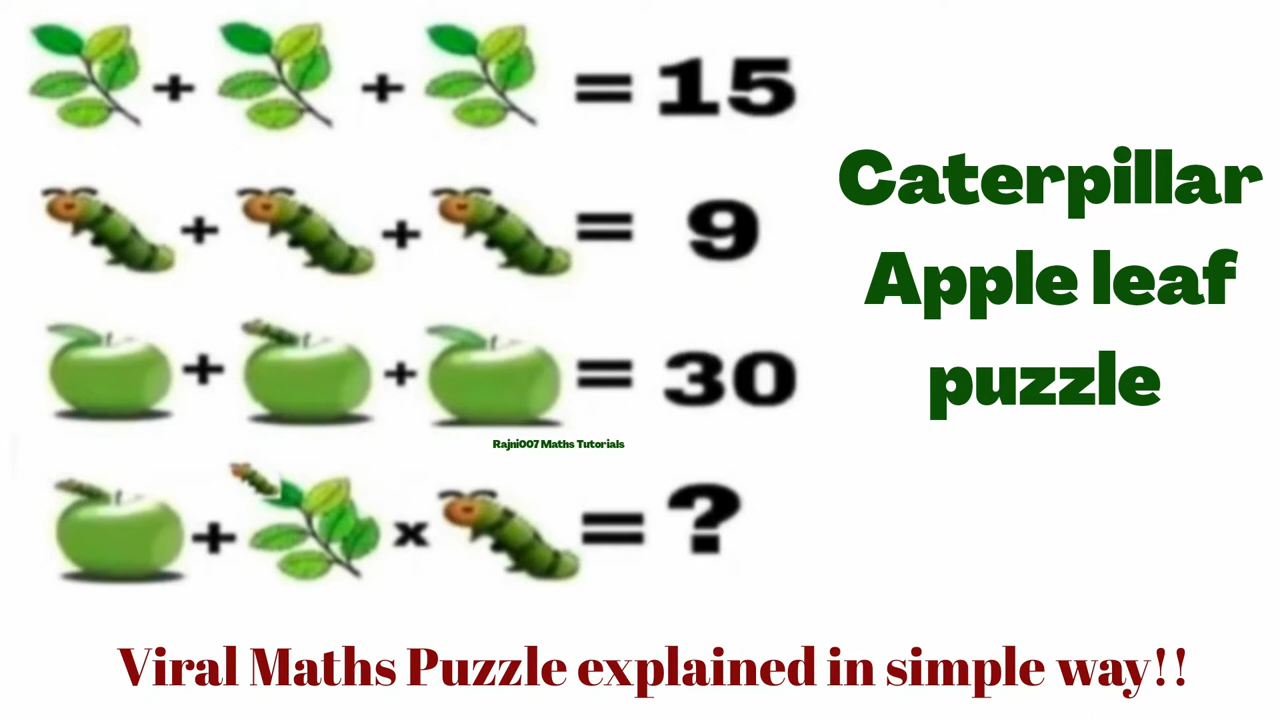 + + = 15
Caterpillar
Apple leaf
puzzle
+ + = 9
+ + = 30
Rajni007 Maths Tutorials
+ x = ?
Viral Maths Puzzle explained in simple way!!